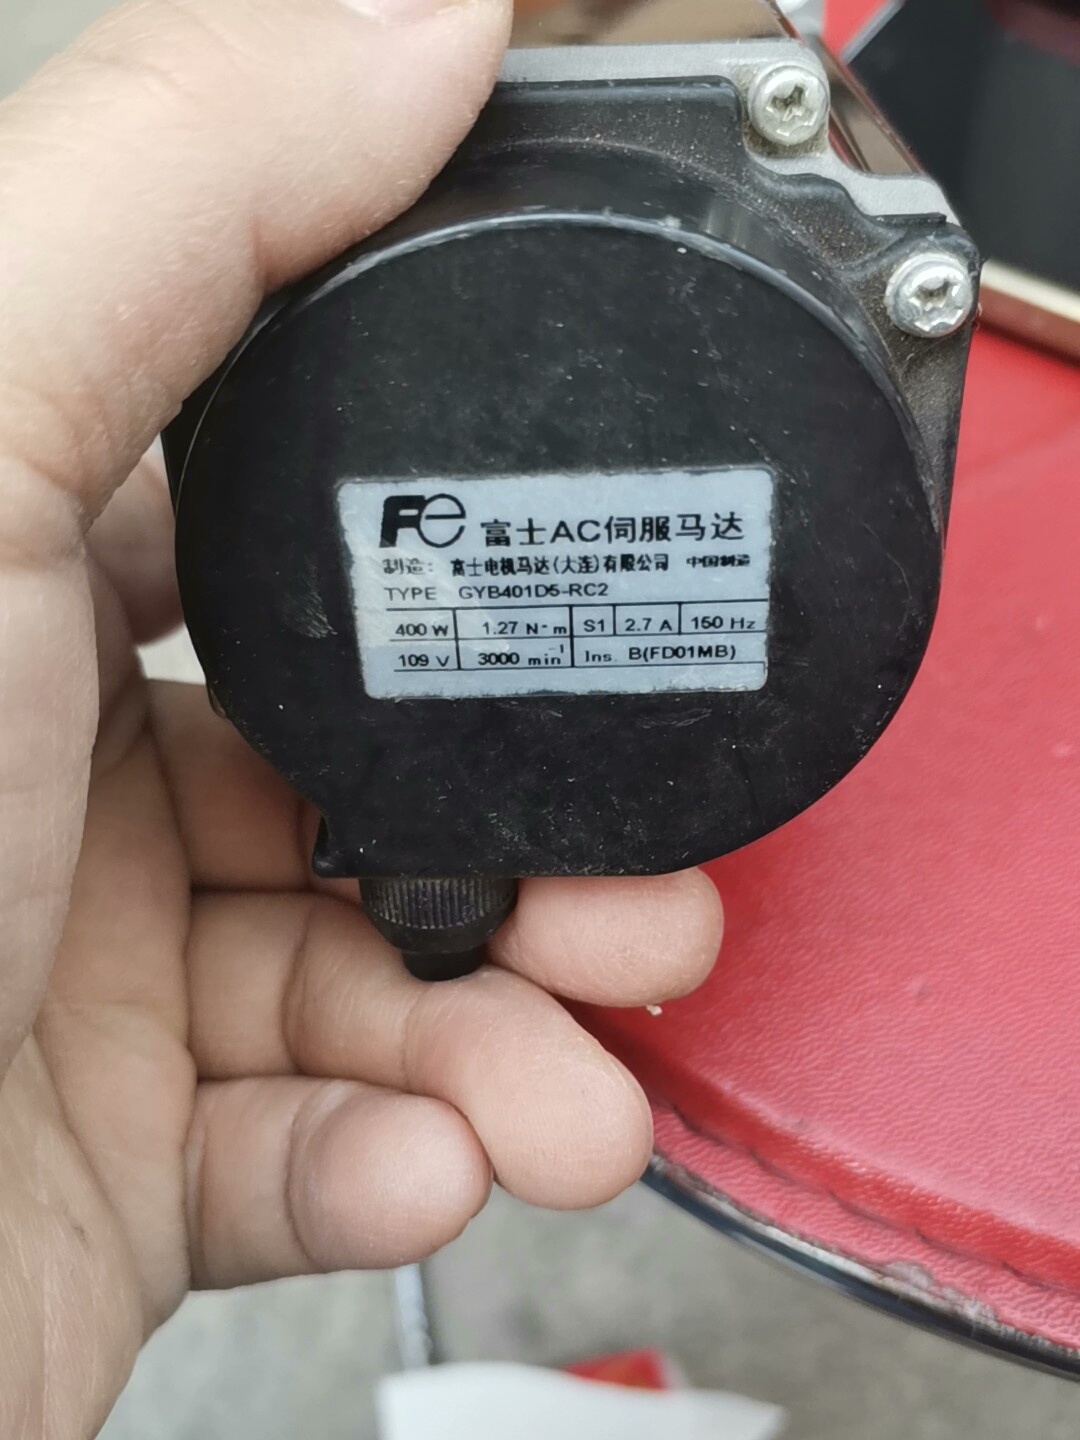 Fe 富士AC伺服马达
制造: 富士电机马达(大连)有限公司 中国制造
TYPE GYB401D5-RC2
400 W 1.27 N-m S1 2.7 A 150 Hz
109 V 3000 min⁻¹ Ins. B(FD01MB)